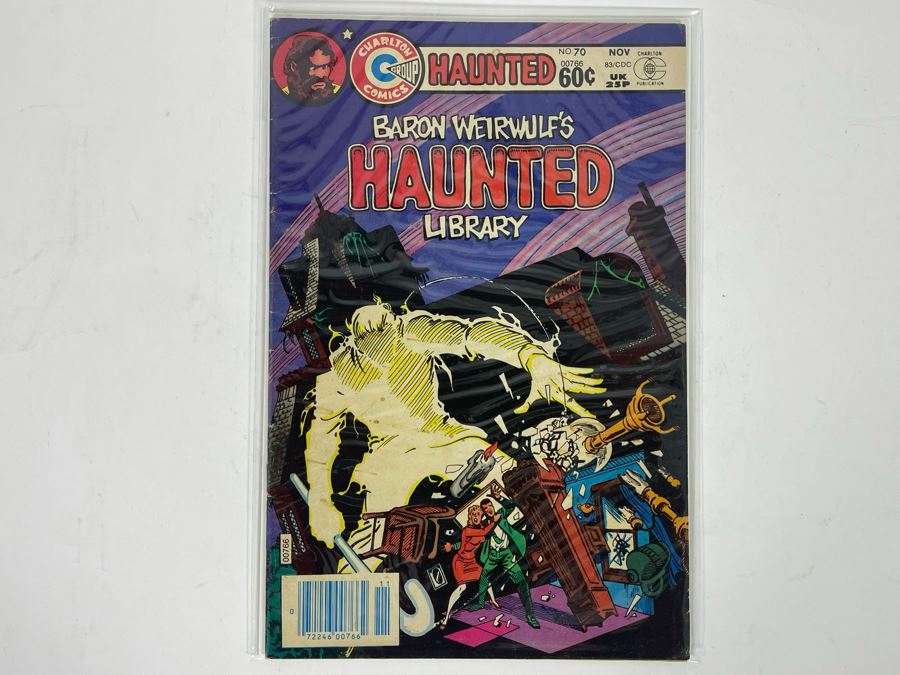 CHARLTON
COMICS
GROUP
HAUNTED
NO. 70
00766
60¢
NOV
83/CDC
UK
25P
CHARLTON
PUBLICATION
BARON WEIRWULF'S
HAUNTED
LIBRARY
00766
11
0
72246 00766